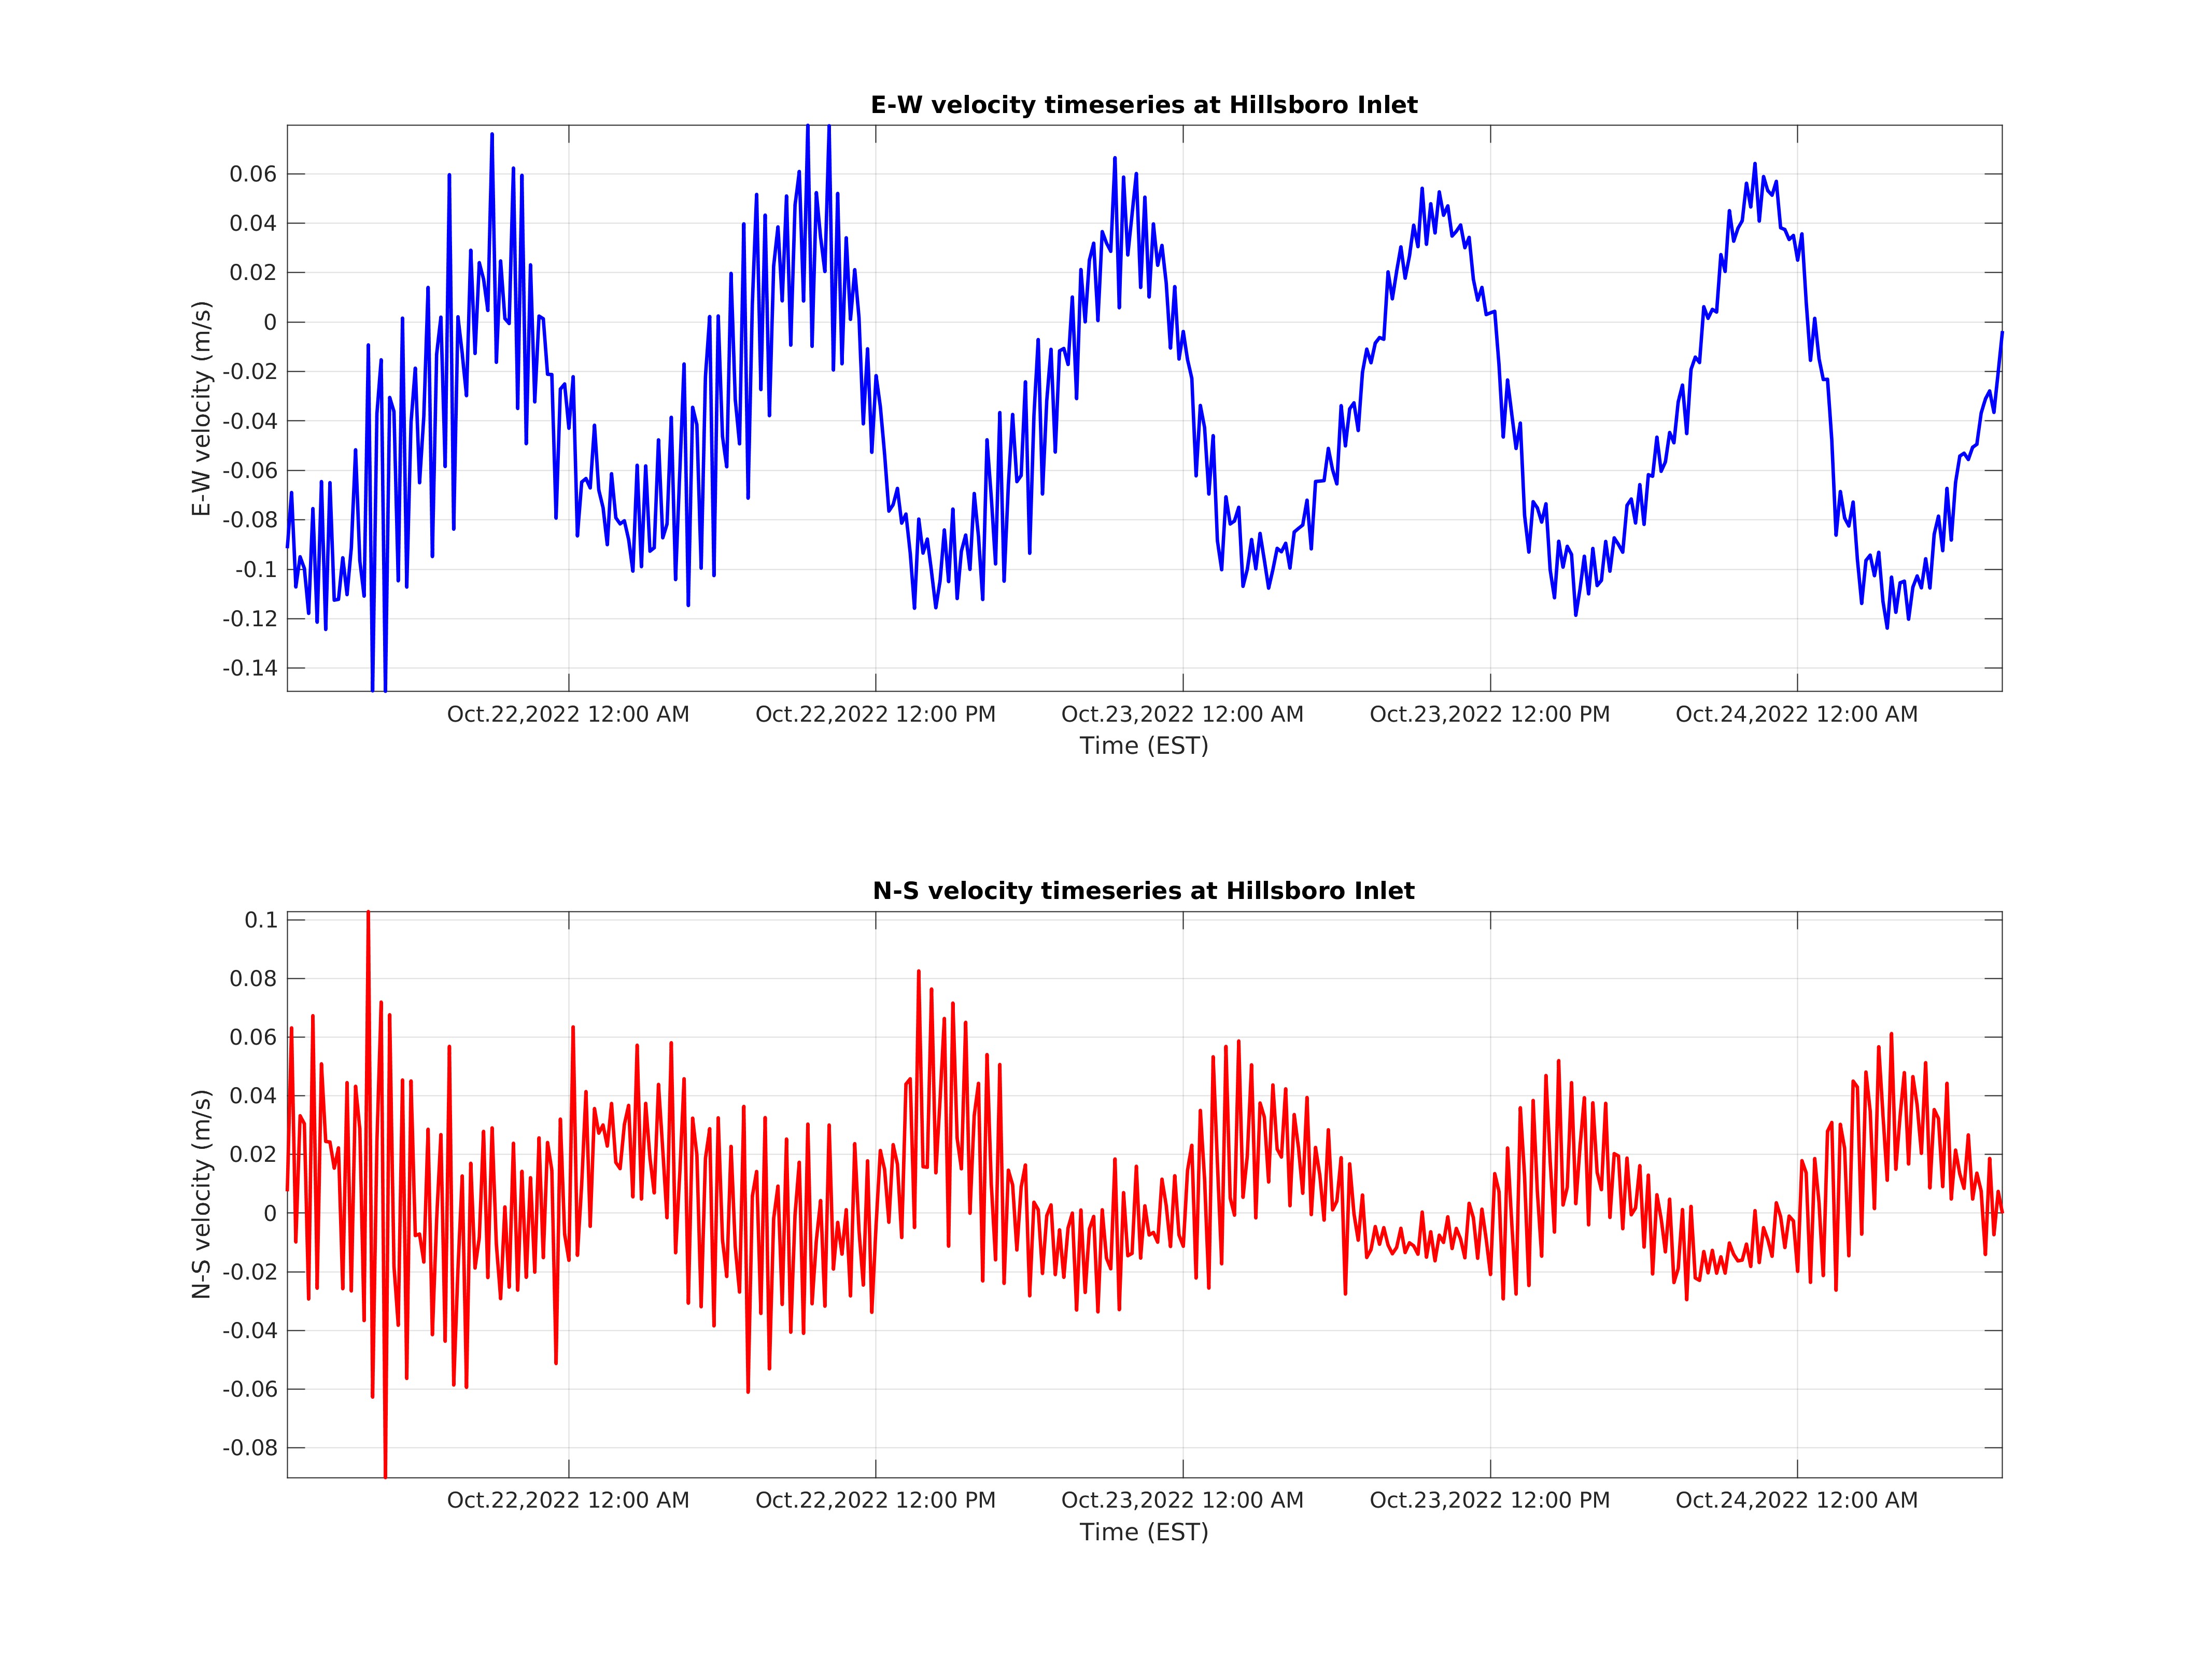 E-W velocity timeseries at Hillsboro Inlet
0.06
0.04
0.02
0
-0.02
-0.04
-0.06
-0.08
-0.1
-0.12
-0.14
E-W velocity (m/s)
Oct.22,2022 12:00 AM
Oct.22,2022 12:00 PM
Oct.23,2022 12:00 AM
Oct.23,2022 12:00 PM
Oct.24,2022 12:00 AM
Time (EST)
N-S velocity timeseries at Hillsboro Inlet
0.1
0.08
0.06
0.04
0.02
0
-0.02
-0.04
-0.06
-0.08
N-S velocity (m/s)
Oct.22,2022 12:00 AM
Oct.22,2022 12:00 PM
Oct.23,2022 12:00 AM
Oct.23,2022 12:00 PM
Oct.24,2022 12:00 AM
Time (EST)